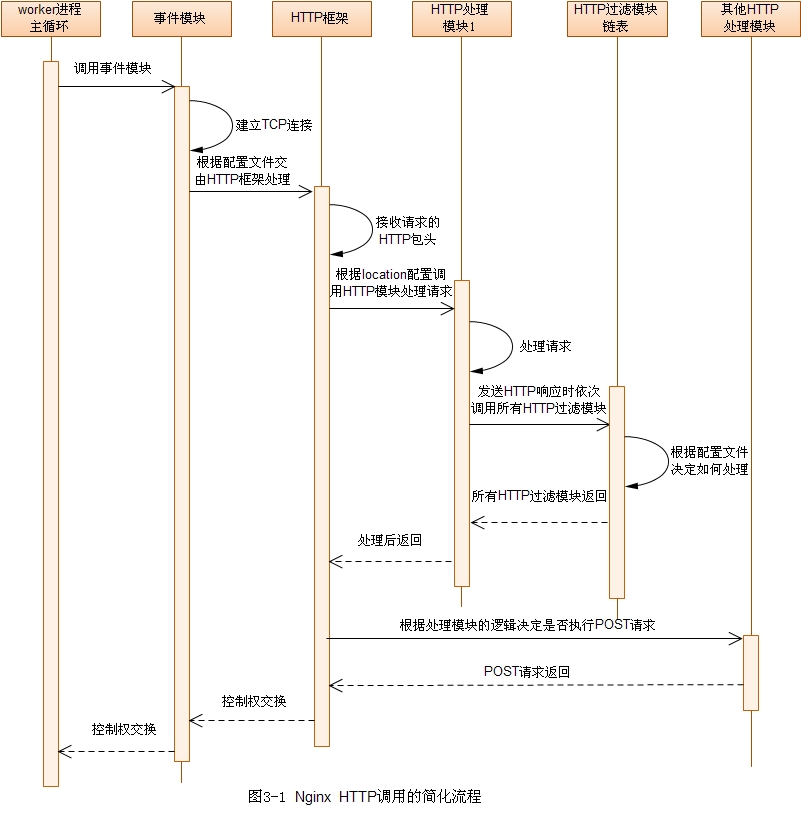 worker进程
主循环
事件模块
HTTP框架
HTTP处理
模块1
HTTP过滤模块
链表
其他HTTP
处理模块
调用事件模块
建立TCP连接
根据配置文件交
由HTTP框架处理
接收请求的
HTTP包头
根据location配置调
用HTTP模块处理请求
处理请求
发送HTTP响应时依次
调用所有HTTP过滤模块
根据配置文件
决定如何处理
所有HTTP过滤模块返回
处理后返回
根据处理模块的逻辑决定是否执行POST请求
POST请求返回
控制权交换
控制权交换
图3-1 Nginx HTTP调用的简化流程